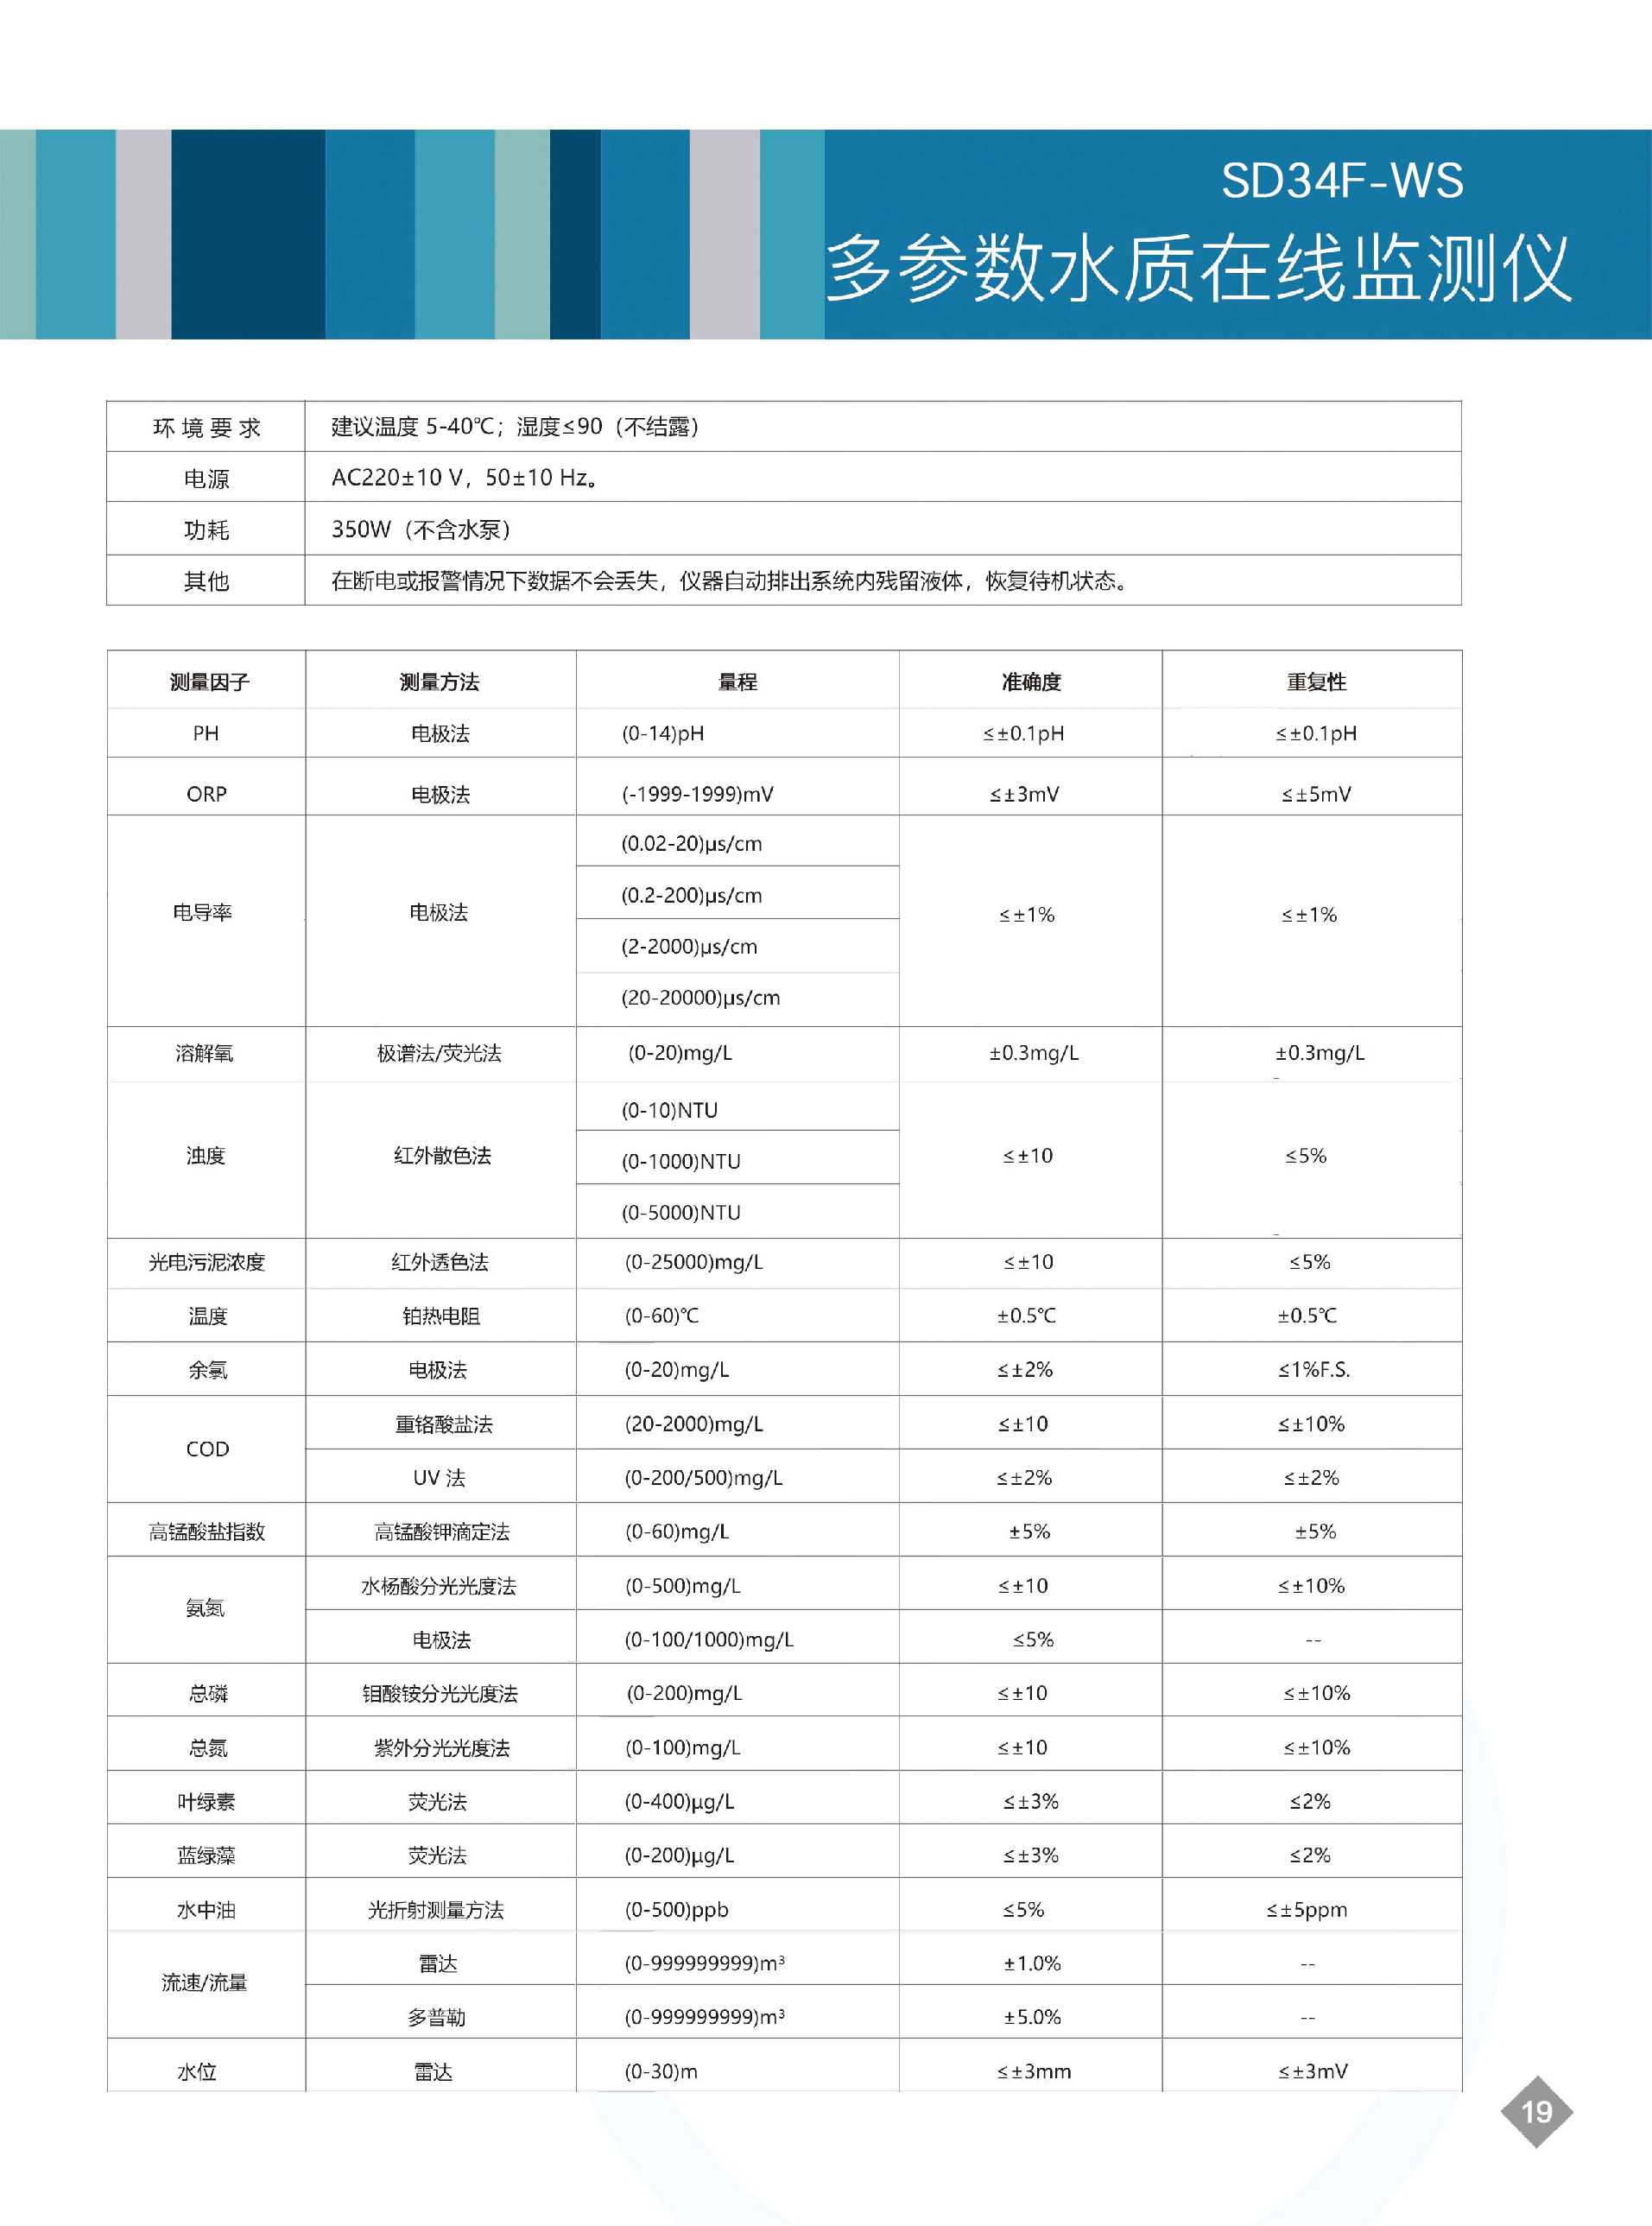 SD34F-WS
多参数水质在线监测仪
环境要求 建议温度 5-40℃；湿度≤90（不结露）
电源 AC220±10 V，50±10 Hz。
功耗 350W（不含水泵）
其他 在断电或报警情况下数据不会丢失，仪器自动排出系统内残留液体，恢复待机状态。
测量因子 测量方法 量程 准确度 重复性
PH 电极法 (0-14)pH ≤±0.1pH ≤±0.1pH
ORP 电极法 (-1999-1999)mV ≤±3mV ≤±5mV
(0.02-20)μs/cm
(0.2-200)μs/cm
电导率 电极法 ≤±1% ≤±1%
(2-2000)μs/cm
(20-20000)μs/cm
溶解氧 极谱法/荧光法 (0-20)mg/L ±0.3mg/L ±0.3mg/L
(0-10)NTU
浊度 红外散色法 (0-1000)NTU ≤±10 ≤5%
(0-5000)NTU
光电污泥浓度 红外透色法 (0-25000)mg/L ≤±10 ≤5%
温度 铂热电阻 (0-60)℃ ±0.5℃ ±0.5℃
余氯 电极法 (0-20)mg/L ≤±2% ≤1%F.S.
COD 重铬酸盐法 (20-2000)mg/L ≤±10 ≤±10%
UV 法 (0-200/500)mg/L ≤±2% ≤±2%
高锰酸盐指数 高锰酸钾滴定法 (0-60)mg/L ±5% ±5%
氨氮 水杨酸分光光度法 (0-500)mg/L ≤±10 ≤±10%
电极法 (0-100/1000)mg/L ≤5% --
总磷 钼酸铵分光光度法 (0-200)mg/L ≤±10 ≤±10%
总氮 紫外分光光度法 (0-100)mg/L ≤±10 ≤±10%
叶绿素 荧光法 (0-400)μg/L ≤±3% ≤2%
蓝绿藻 荧光法 (0-200)μg/L ≤±3% ≤2%
水中油 光折射测量方法 (0-500)ppb ≤5% ≤±5ppm
流速/流量 雷达 (0-999999999)m³ ±1.0% --
多普勒 (0-999999999)m³ ±5.0% --
水位 雷达 (0-30)m ≤±3mm ≤±3mV
19